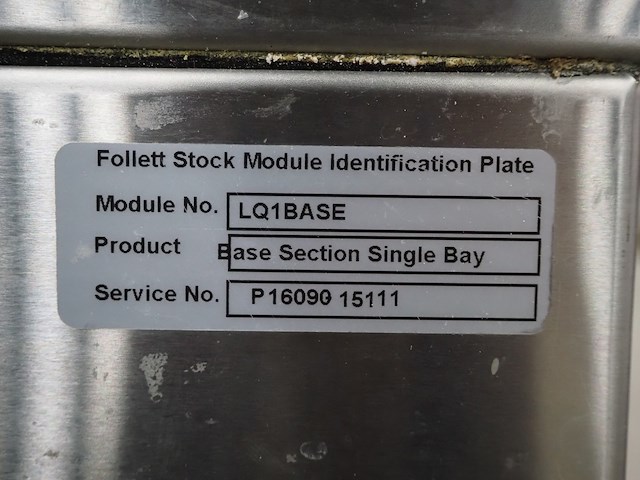 Follett Stock Module Identification Plate
Module No. LQ1BASE
Product Base Section Single Bay
Service No. P16090 15111